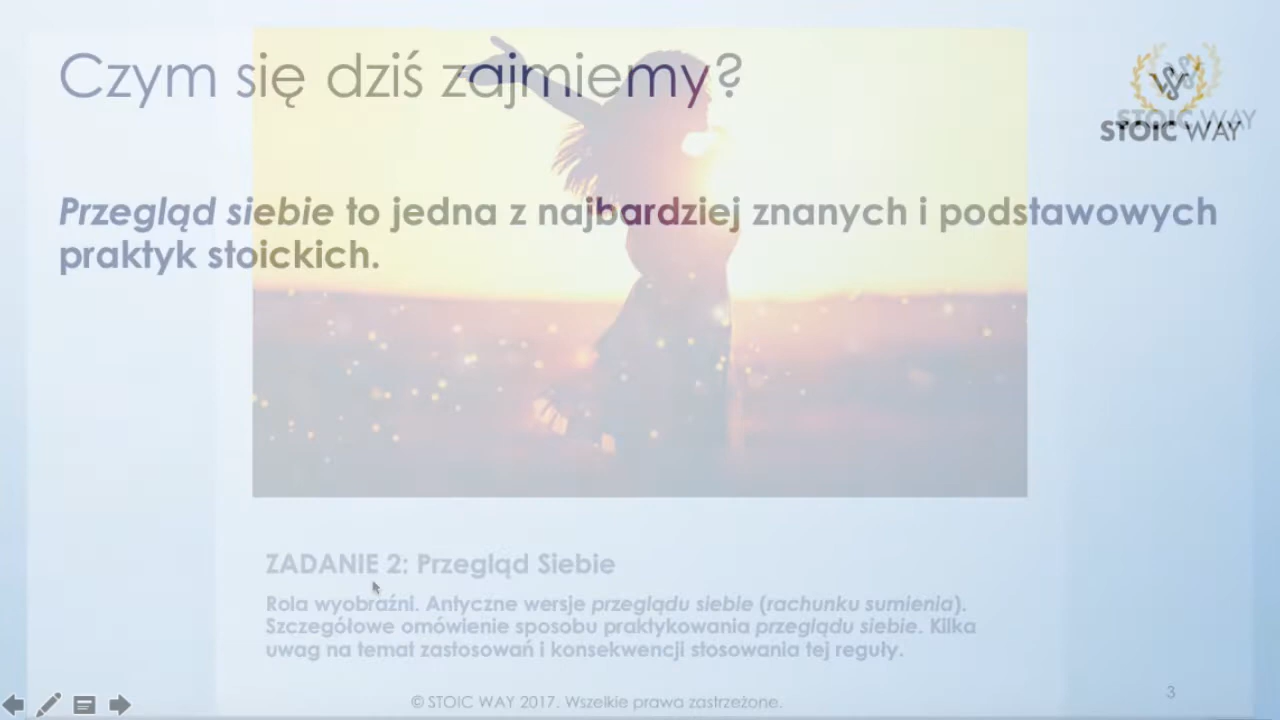 Czym się dziś zajmiemy?
STOIC WAY
STOIC WAY
Przegląd siebie to jedna z najbardziej znanych i podstawowych
praktyk stoickich.
ZADANIE 2: Przegląd Siebie
Rola wyobraźni. Antyczne wersje przeglądu siebie (rachunku sumienia).
Szczegółowe omówienie sposobu praktykowania przeglądu siebie. Kilka
uwag na temat zastosowań i konsekwencji stosowania tej reguły.
© STOIC WAY 2017. Wszelkie prawa zastrzeżone.
3